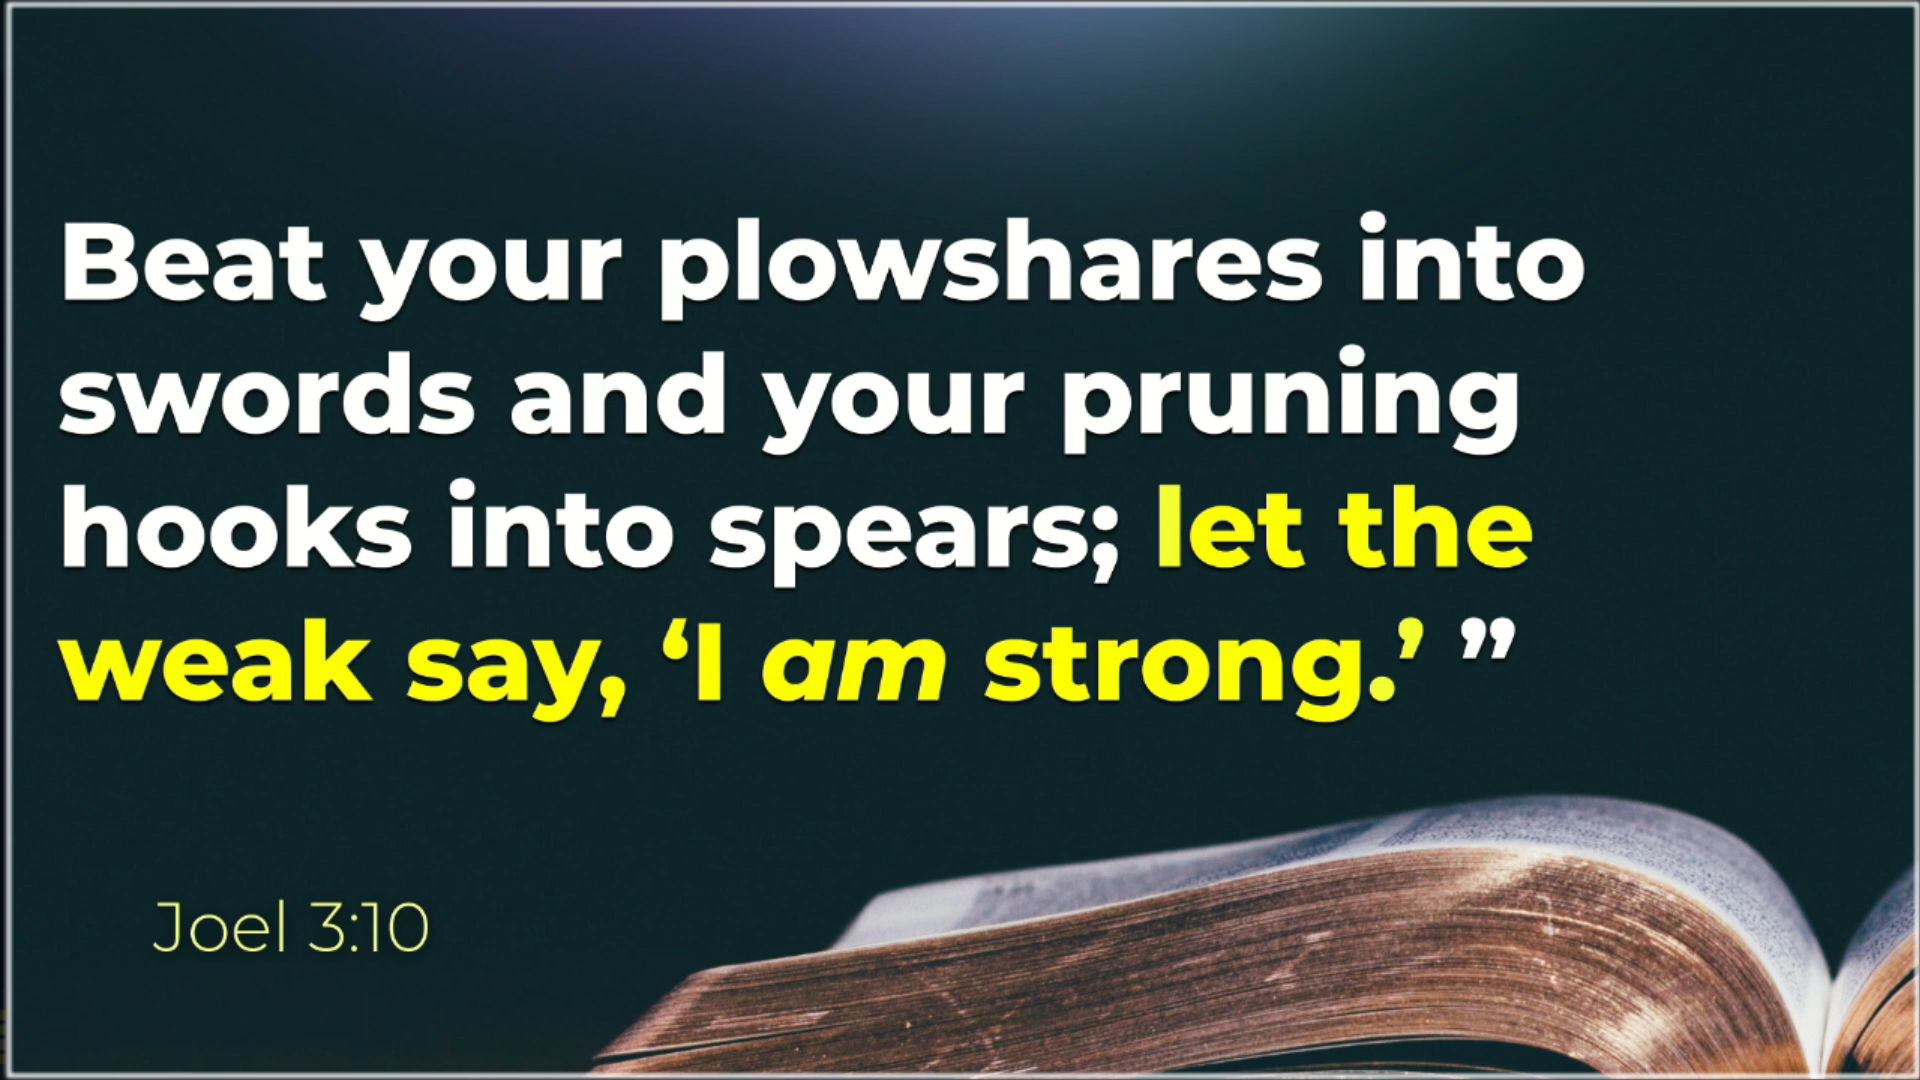 Beat your plowshares into
swords and your pruning
hooks into spears; let the
weak say, ‘I am strong.’ ”
Joel 3:10